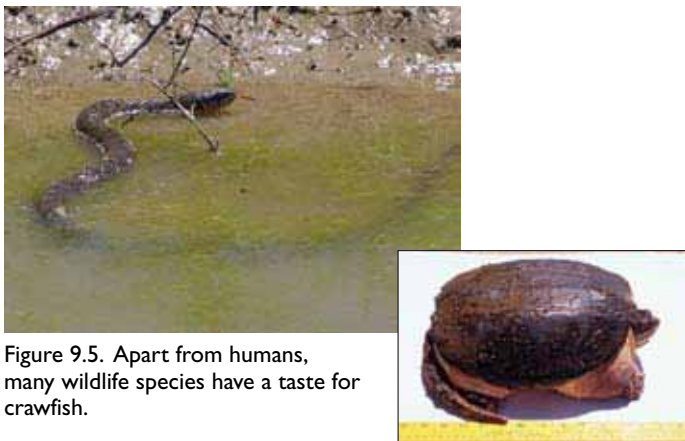 Figure 9.5. Apart from humans,
many wildlife species have a taste for
crawfish.